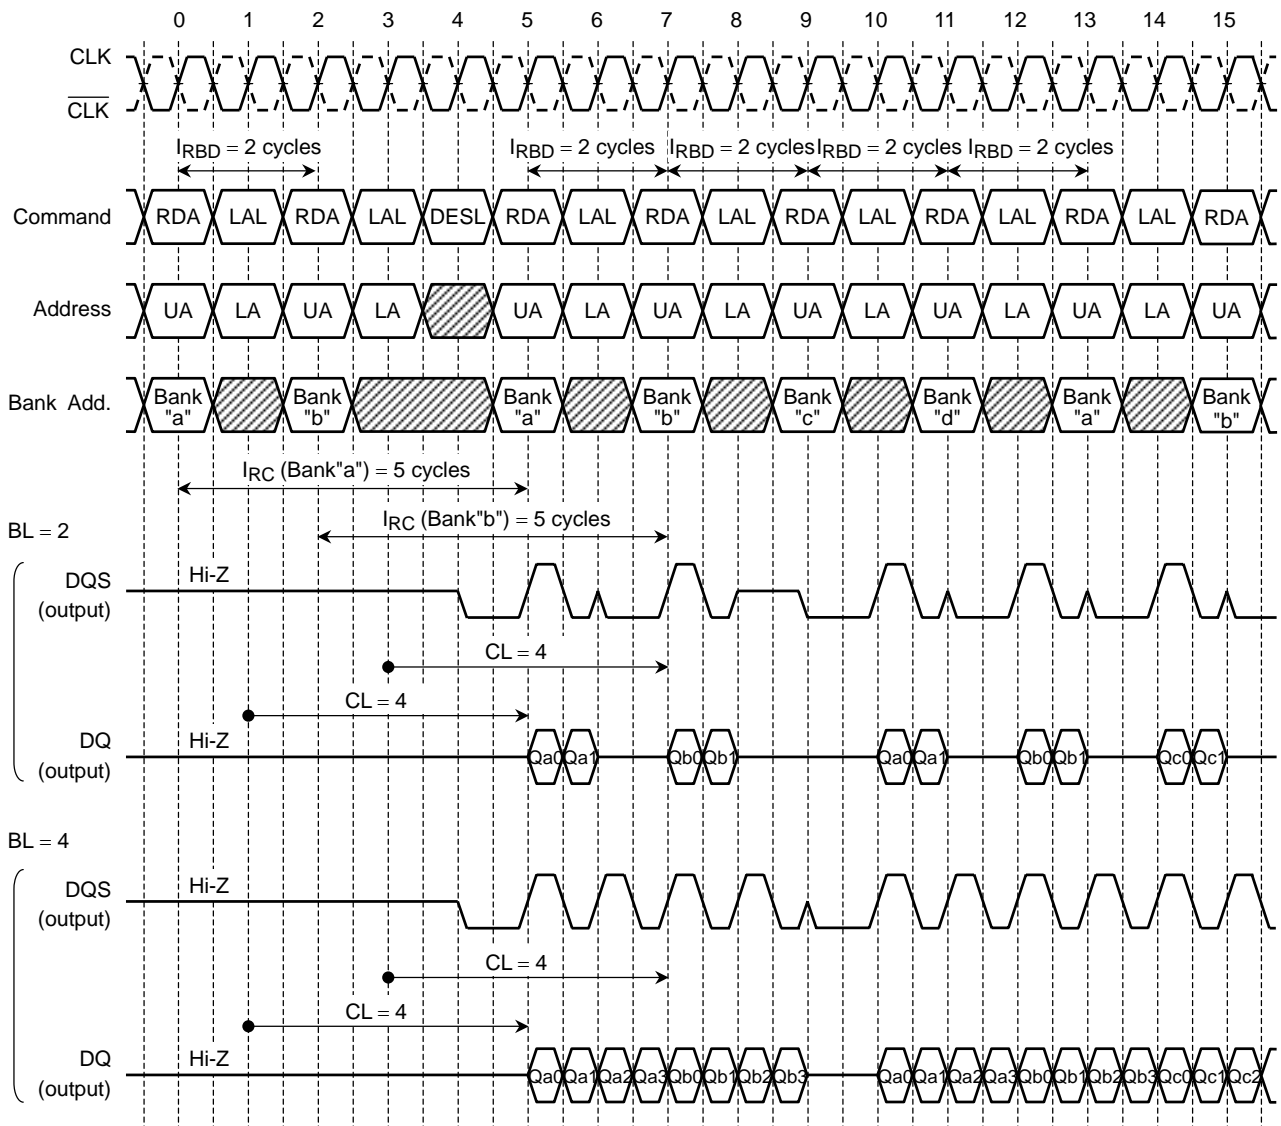 0 1 2 3 4 5 6 7 8 9 10 11 12 13 14 15
CLK
CLK
IRBD = 2 cycles IRBD = 2 cycles IRBD = 2 cycles IRBD = 2 cycles IRBD = 2 cycles
Command RDA LAL RDA LAL DESL RDA LAL RDA LAL RDA LAL RDA LAL RDA LAL RDA
Address UA LA UA LA UA LA UA LA UA LA UA LA UA LA UA
Bank Add. Bank "a" Bank "b" Bank "a" Bank "b" Bank "c" Bank "d" Bank "a" Bank "b"
IRC (Bank"a") = 5 cycles
IRC (Bank"b") = 5 cycles
BL = 2
DQS (output) Hi-Z
CL = 4
CL = 4
DQ (output) Hi-Z Qa0 Qa1 Qb0 Qb1 Qa0 Qa1 Qb0 Qb1 Qc0 Qc1
BL = 4
DQS (output) Hi-Z
CL = 4
CL = 4
DQ (output) Hi-Z Qa0 Qa1 Qa2 Qa3 Qb0 Qb1 Qb2 Qb3 Qa0 Qa1 Qa2 Qa3 Qb0 Qb1 Qb2 Qb3 Qc0 Qc1 Qc2